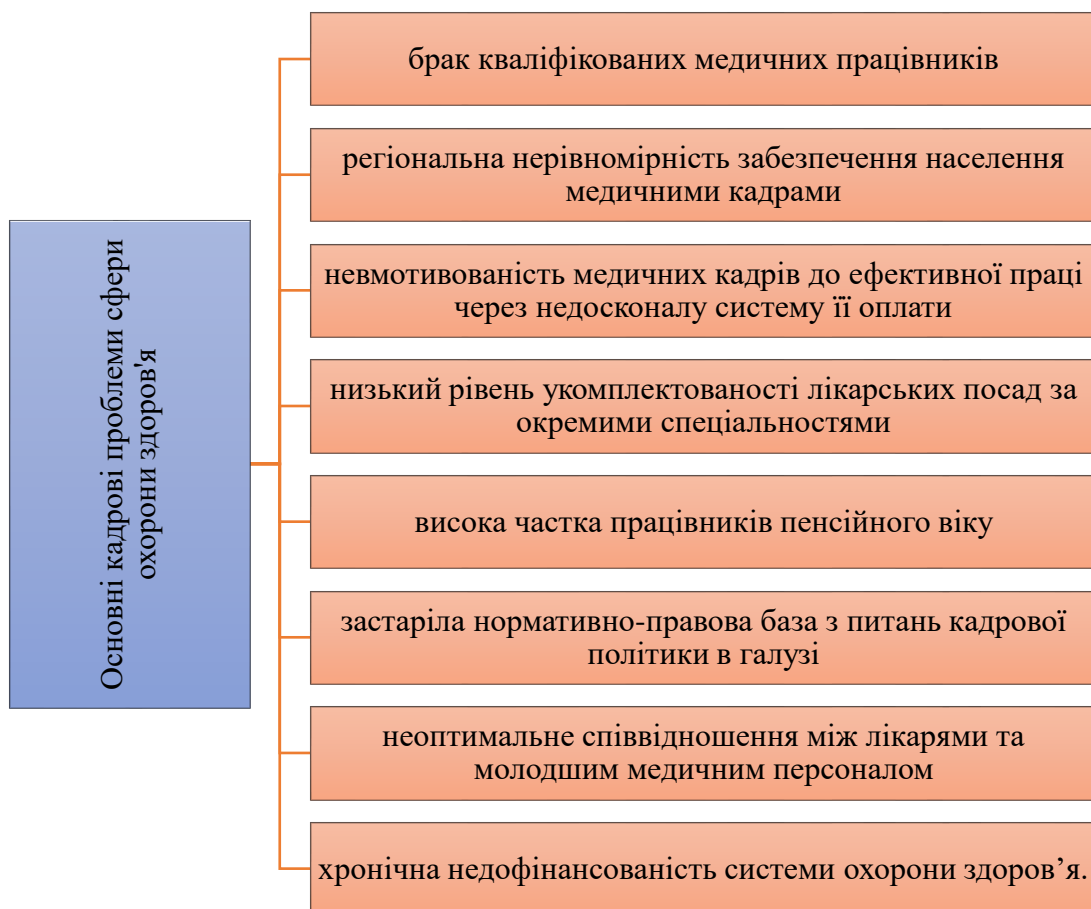 Основні кадрові проблеми сфери
охорони здоров'я
брак кваліфікованих медичних працівників
регіональна нерівномірність забезпечення населення
медичними кадрами
невмотивованість медичних кадрів до ефективної праці
через недосконалу систему її оплати
низький рівень укомплектованості лікарських посад за
окремими спеціальностями
висока частка працівників пенсійного віку
застаріла нормативно-правова база з питань кадрової
політики в галузі
неоптимальне співвідношення між лікарями та
молодшим медичним персоналом
хронічна недофінансованість системи охорони здоров’я.